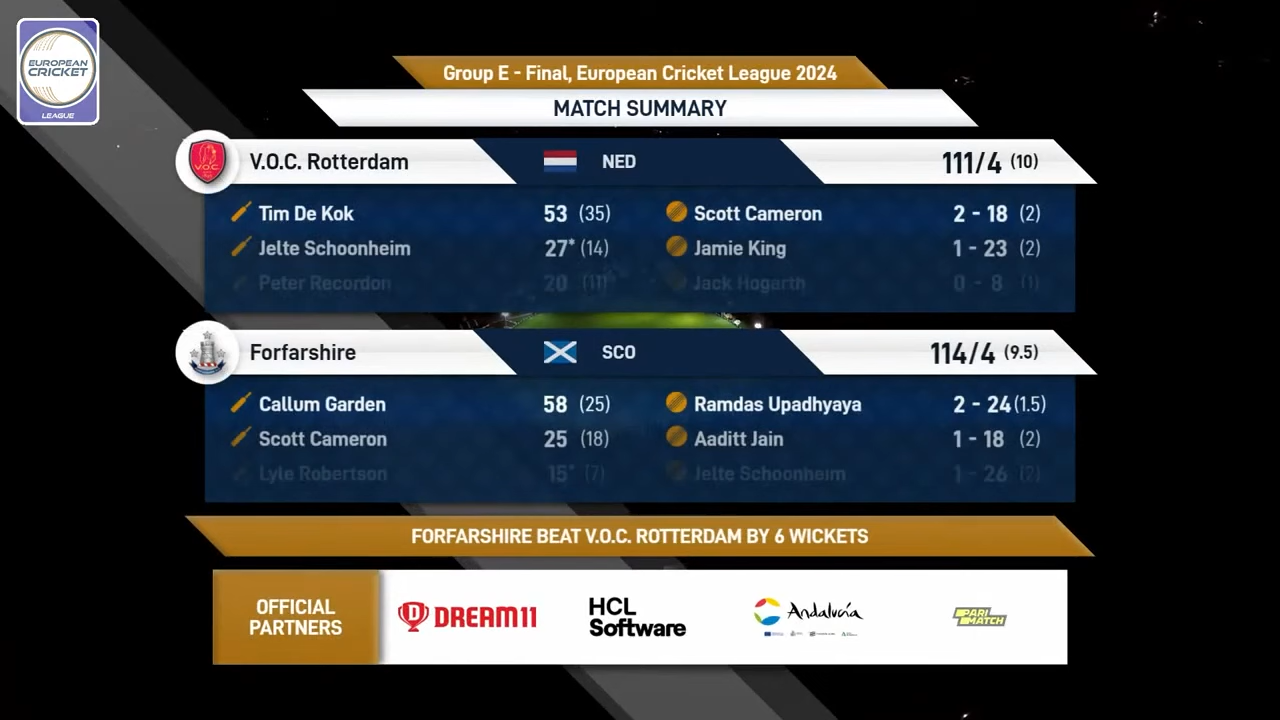 EUROPEAN
CRICKET
LEAGUE
Group E - Final, European Cricket League 2024
MATCH SUMMARY
V.O.C. Rotterdam NED 111/4 (10)
Tim De Kok 53 (35) Scott Cameron 2 - 18 (2)
Jelte Schoonheim 27* (14) Jamie King 1 - 23 (2)
Peter Recordon 20 (11) Jack Hogarth 0 - 8 (1)
Forfarshire SCO 114/4 (9.5)
Callum Garden 58 (25) Ramdas Upadhyaya 2 - 24 (1.5)
Scott Cameron 25 (18) Aaditt Jain 1 - 18 (2)
Lyle Robertson 15* (7) Jelte Schoonheim 1 - 26 (2)
FORFARSHIRE BEAT V.O.C. ROTTERDAM BY 6 WICKETS
OFFICIAL
PARTNERS
DREAM11
HCL
Software
Andalucía
PARI
MATCH